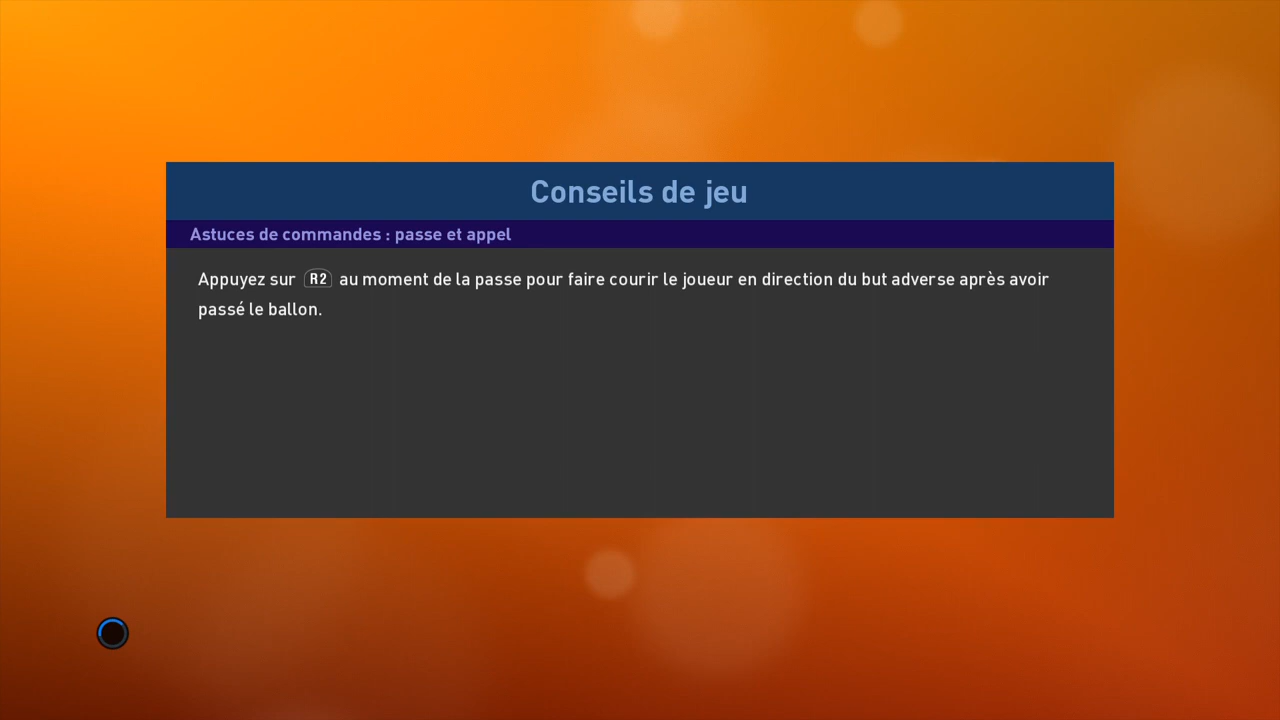 Conseils de jeu
Astuces de commandes : passe et appel
Appuyez sur R2 au moment de la passe pour faire courir le joueur en direction du but adverse après avoir
passé le ballon.